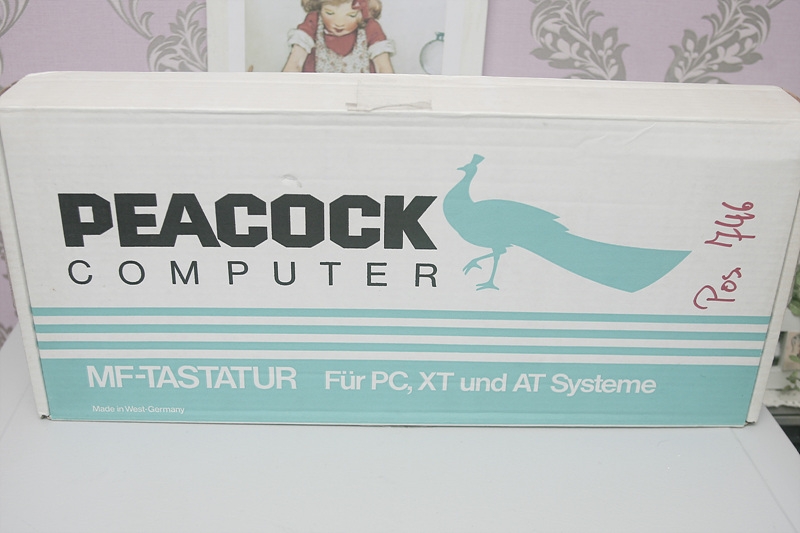 PEACOCK
COMPUTER
Pos 746
MF-TASTATUR Für PC, XT und AT Systeme
Made in West-Germany